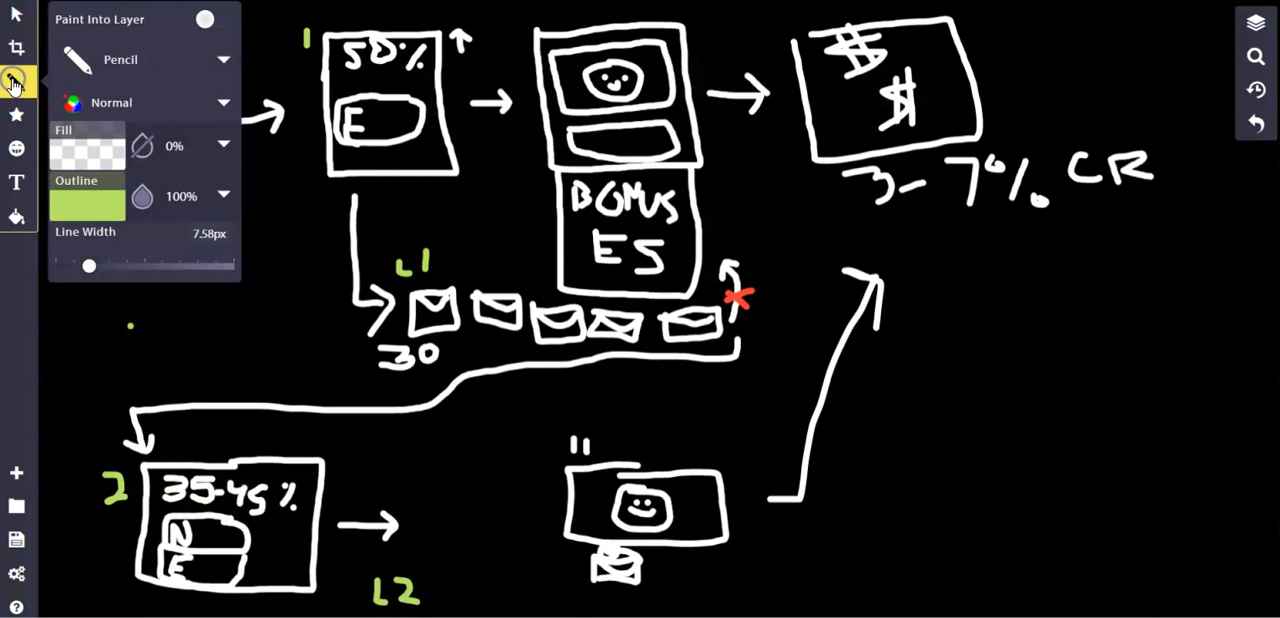 Paint Into Layer
Pencil
Normal
Fill
0%
Outline
100%
Line Width
7.58px
1
50%
E
$
$
3-7% CR
BONUS
ES
L1
30
2
35-45%
N
E
L2
11